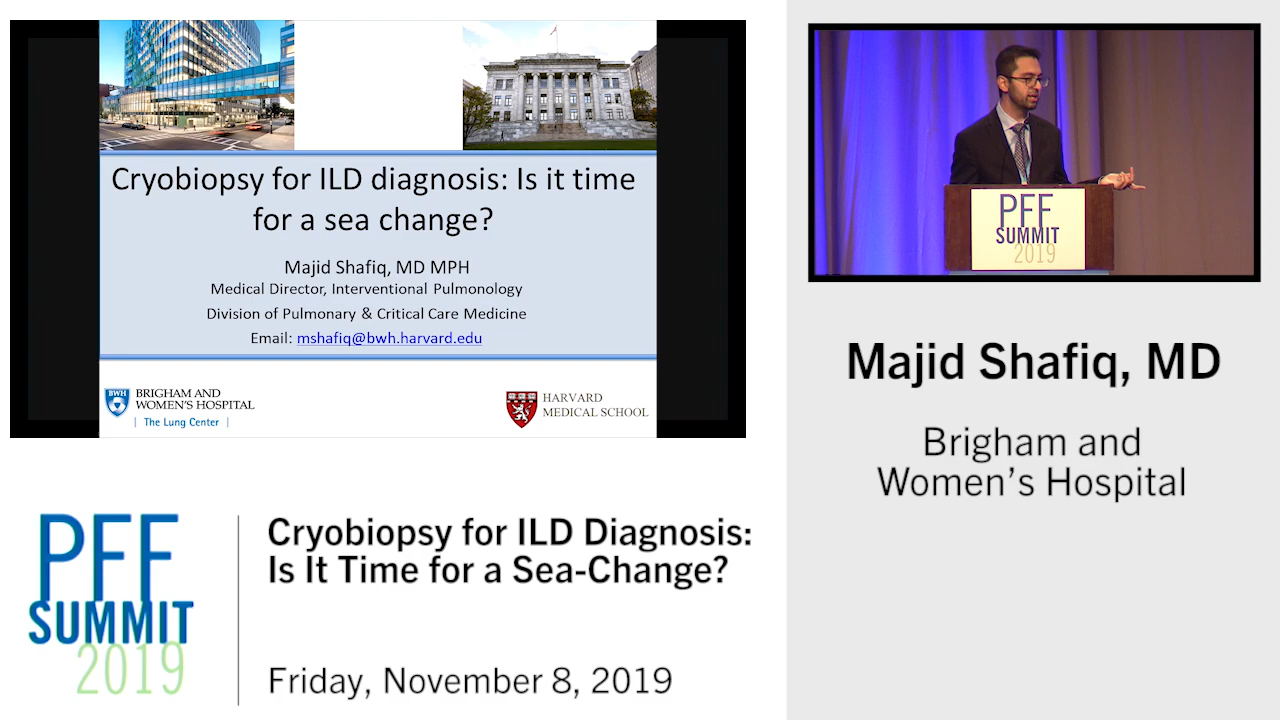 Cryobiopsy for ILD diagnosis: Is it time
for a sea change?
Majid Shafiq, MD MPH
Medical Director, Interventional Pulmonology
Division of Pulmonary & Critical Care Medicine
Email: mshafiq@bwh.harvard.edu
BWH
BRIGHAM AND
WOMEN'S HOSPITAL
| The Lung Center |
HARVARD
MEDICAL SCHOOL
PFF
SUMMIT
2019
Majid Shafiq, MD
Brigham and
Women's Hospital
PFF
SUMMIT
2019
Cryobiopsy for ILD Diagnosis:
Is It Time for a Sea-Change?
Friday, November 8, 2019